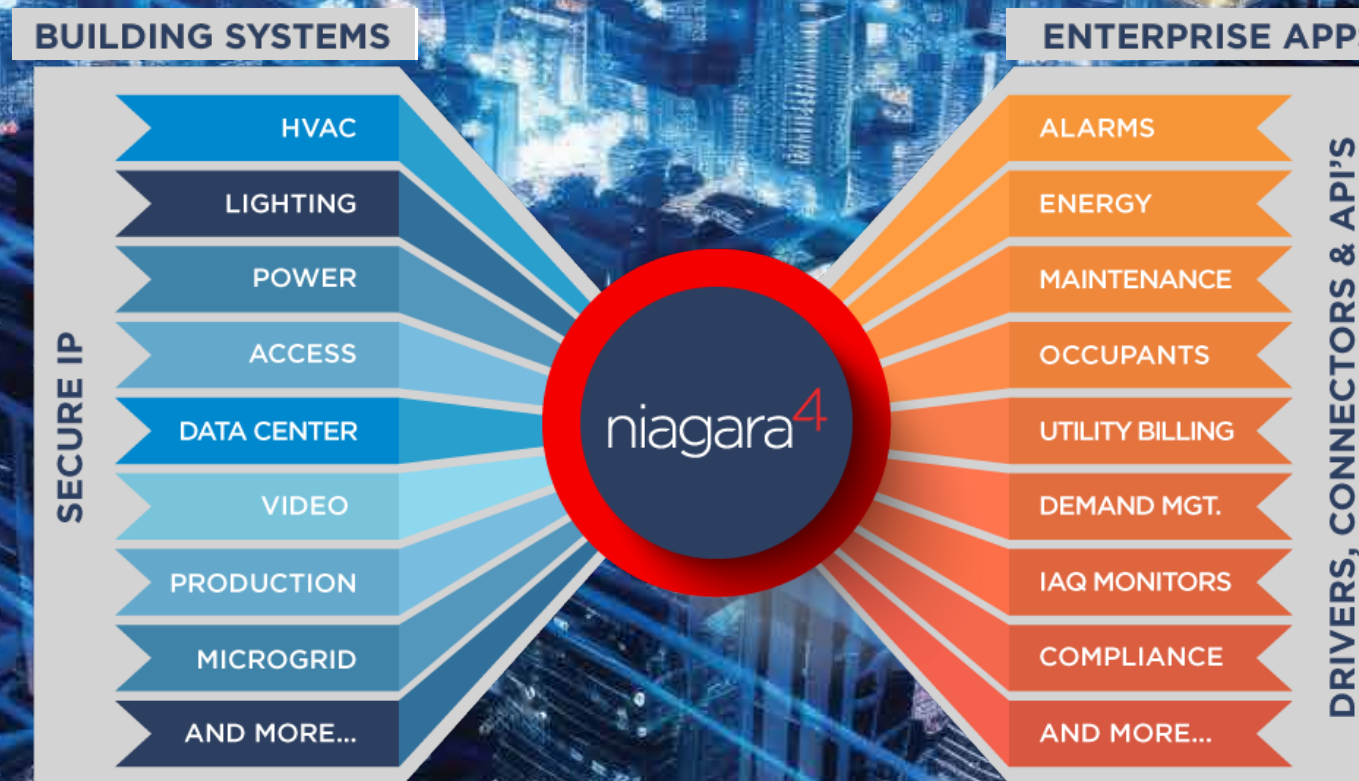 BUILDING SYSTEMS
ENTERPRISE APPS
SECURE IP
HVAC
LIGHTING
POWER
ACCESS
DATA CENTER
VIDEO
PRODUCTION
MICROGRID
AND MORE...
niagara4
ALARMS
ENERGY
MAINTENANCE
OCCUPANTS
UTILITY BILLING
DEMAND MGT.
IAQ MONITORS
COMPLIANCE
AND MORE...
DRIVERS, CONNECTORS & API'S